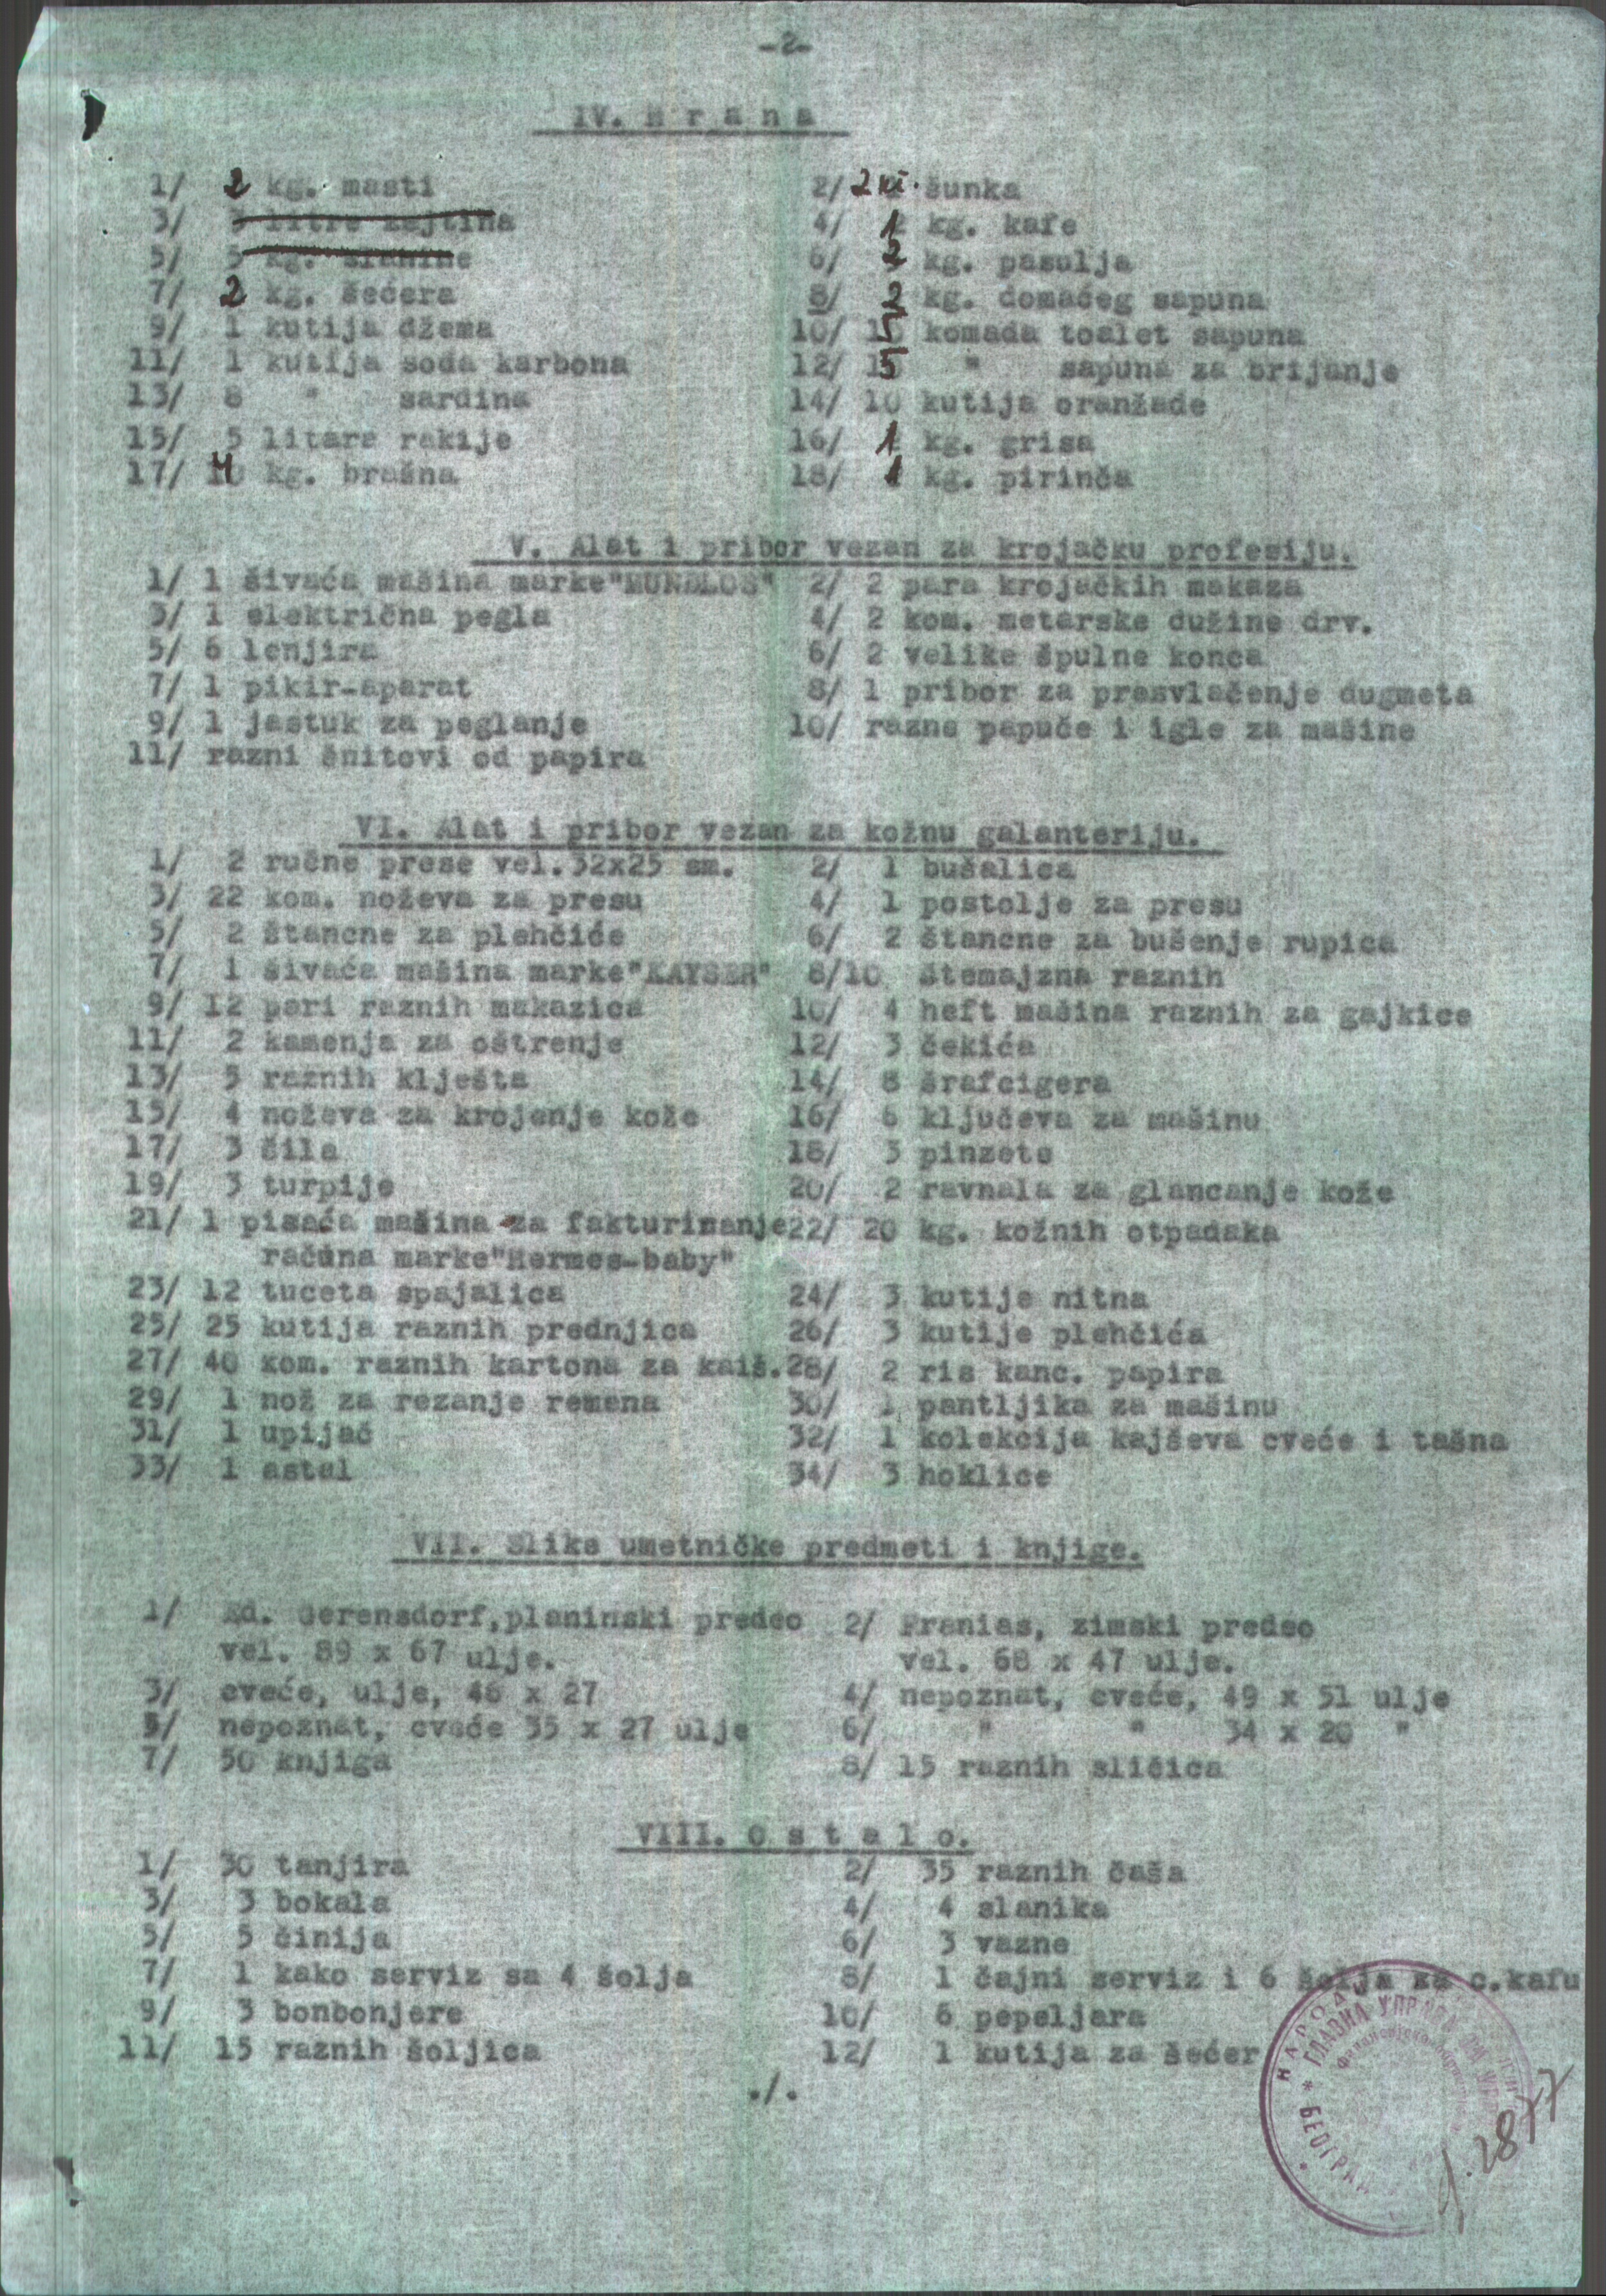 -2-
IV. H r a n a
1/ 2 kg. masti 2/ 2 šunka
3/ 3 litre zejtina 4/ 1 kg. kafe
5/ 5 kg. slanine 6/ 2 kg. pasulja
7/ 2 kg. šećera 8/ 2 kg. domaćeg sapuna
9/ 1 kutija džema 10/ 5 komada toalet sapuna
11/ 1 kutija soda karbona 12/ 5 " sapuna za brijanje
13/ 8 " sardina 14/ 10 kutija oranžade
15/ 5 litara rakije 16/ 1 kg. grisa
17/ 4 kg. brašna 18/ 1 kg. pirinča
V. Alat i pribor vezan za krojačku profesiju.
1/ 1 šivaća mašina marke"MUNDLOS" 2/ 2 para krojačkih makaza
3/ 1 električna pegla 4/ 2 kom. metarske dužine drv.
5/ 6 lenjira 6/ 2 velike špulne konca
7/ 1 pikir-aparat 8/ 1 pribor za presvlačenje dugmeta
9/ 1 jastuk za peglanje 10/ razne papuče i igle za mašine
11/ razni šnitovi od papira
VI. Alat i pribor vezan za kožnu galanteriju.
1/ 2 ručne prese vel.32x25 sm. 2/ 1 bušalica
3/ 22 kom. noževa za presu 4/ 1 postolje za presu
5/ 2 štancne za plehčiće 6/ 2 štancne za bušenje rupica
7/ 1 šivaća mašina marke"KAYSER" 8/10 štemajzna raznih
9/ 12 pari raznih makazica 10/ 4 heft mašina raznih za gajkice
11/ 2 kamenja za oštrenje 12/ 3 čekića
13/ 5 raznih klješta 14/ 8 šrafcigera
15/ 4 noževa za krojenje kože 16/ 6 ključeva za mašinu
17/ 3 šila 18/ 3 pinzete
19/ 3 turpije 20/ 2 ravnala za glancanje kože
21/ 1 pisaća mašina za fakturisanje 22/ 20 kg. kožnih otpadaka
računa marke"Hermes-baby"
23/ 12 tuceta spajalica 24/ 3 kutije nitna
25/ 25 kutija raznih prednjica 26/ 3 kutije plehčića
27/ 40 kom. raznih kartona za kaiš. 28/ 2 ris kanc. papira
29/ 1 nož za rezanje remena 30/ 1 pantljika za mašinu
31/ 1 upijač 32/ 1 kolekcija kajševa cveće i tašna
33/ 1 astal 34/ 3 hoklice
VII. Slike umetničke predmeti i knjige.
1/ Ed. Gerensdorf,planinski predeo 2/ Franias, zimski predeo
vel. 89 x 67 ulje. vel. 68 x 47 ulje.
3/ cveće, ulje, 46 x 27 4/ nepoznat, cveće, 49 x 51 ulje
5/ nepoznat, cveće 35 x 27 ulje 6/ " " 34 x 20 "
7/ 50 knjiga 8/ 15 raznih sličica
VIII. O s t a l o.
1/ 30 tanjira 2/ 35 raznih čaša
3/ 3 bokala 4/ 4 slanika
5/ 5 činija 6/ 3 vazne
7/ 1 kako serviz sa 4 šolja 8/ 1 čajni serviz i 6 šolja za c.kafu
9/ 3 bonbonjere 10/ 6 pepeljara
11/ 15 raznih šoljica 12/ 1 kutija za šećer
./.
ГЛАВНА УПРАВА
БЕОГРАД
2877